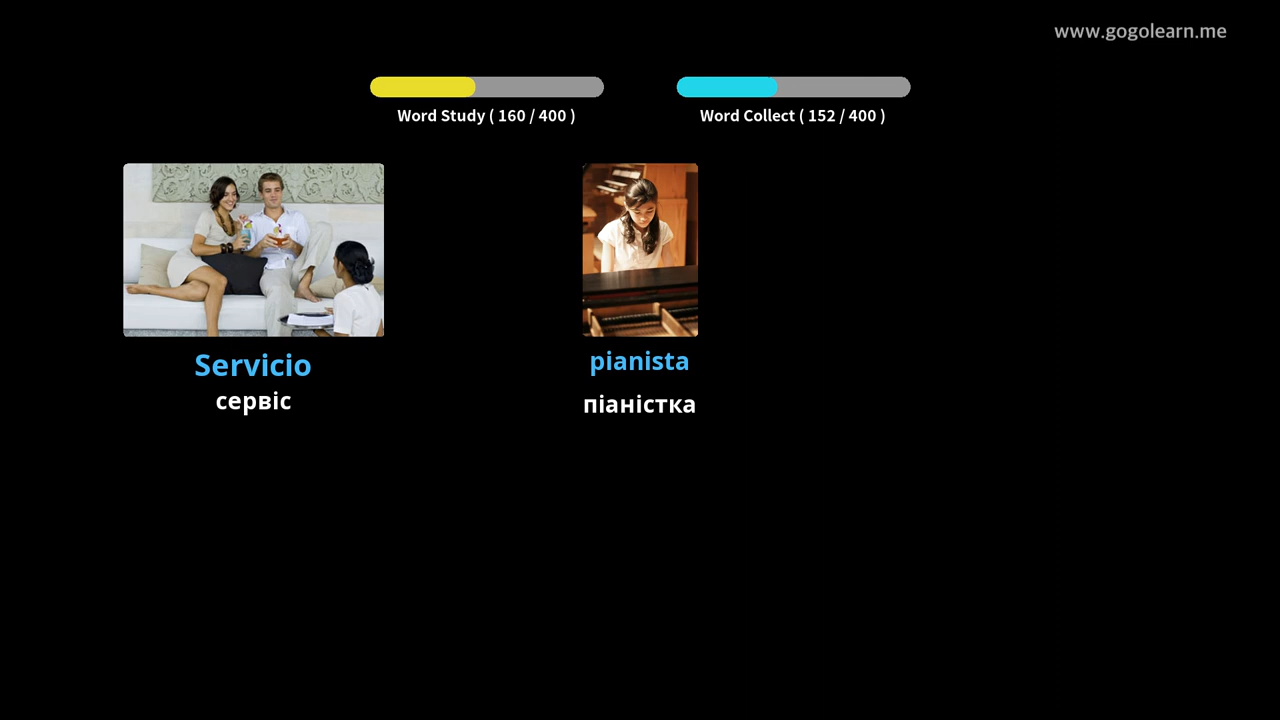 www.gogolearn.me
Word Study ( 160 / 400 )
Word Collect ( 152 / 400 )
Servicio
сервіс
pianista
піаністка